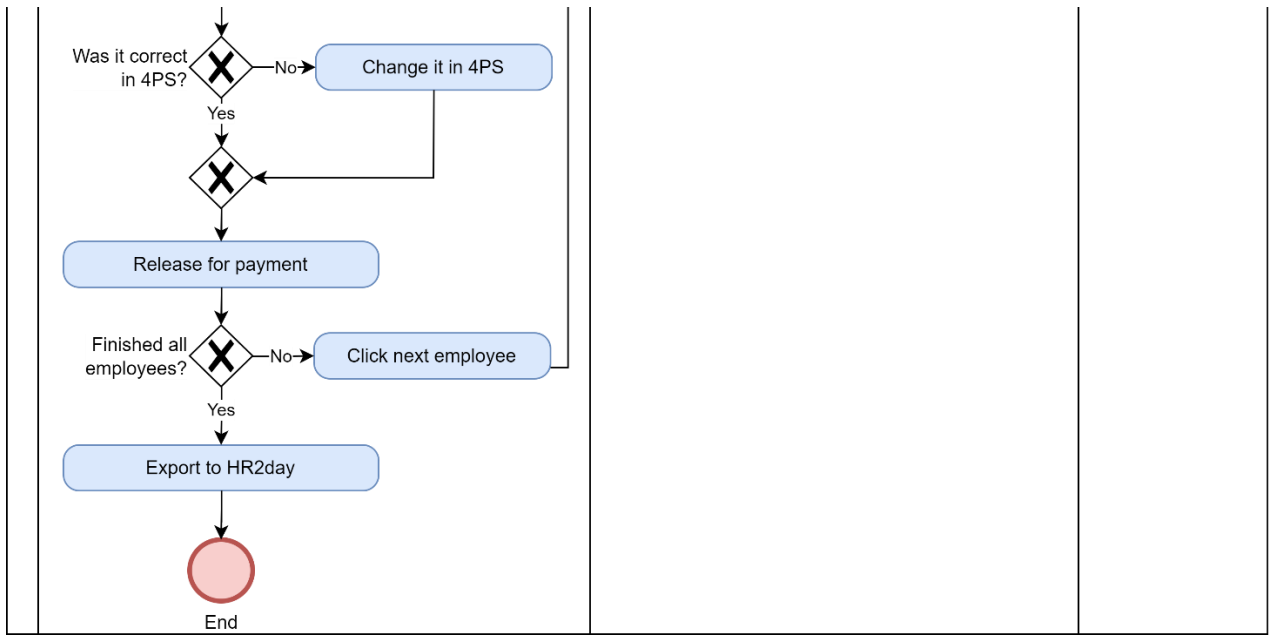 Was it correct
in 4PS?
No
Change it in 4PS
Yes
Release for payment
Finished all
employees?
No
Click next employee
Yes
Export to HR2day
End